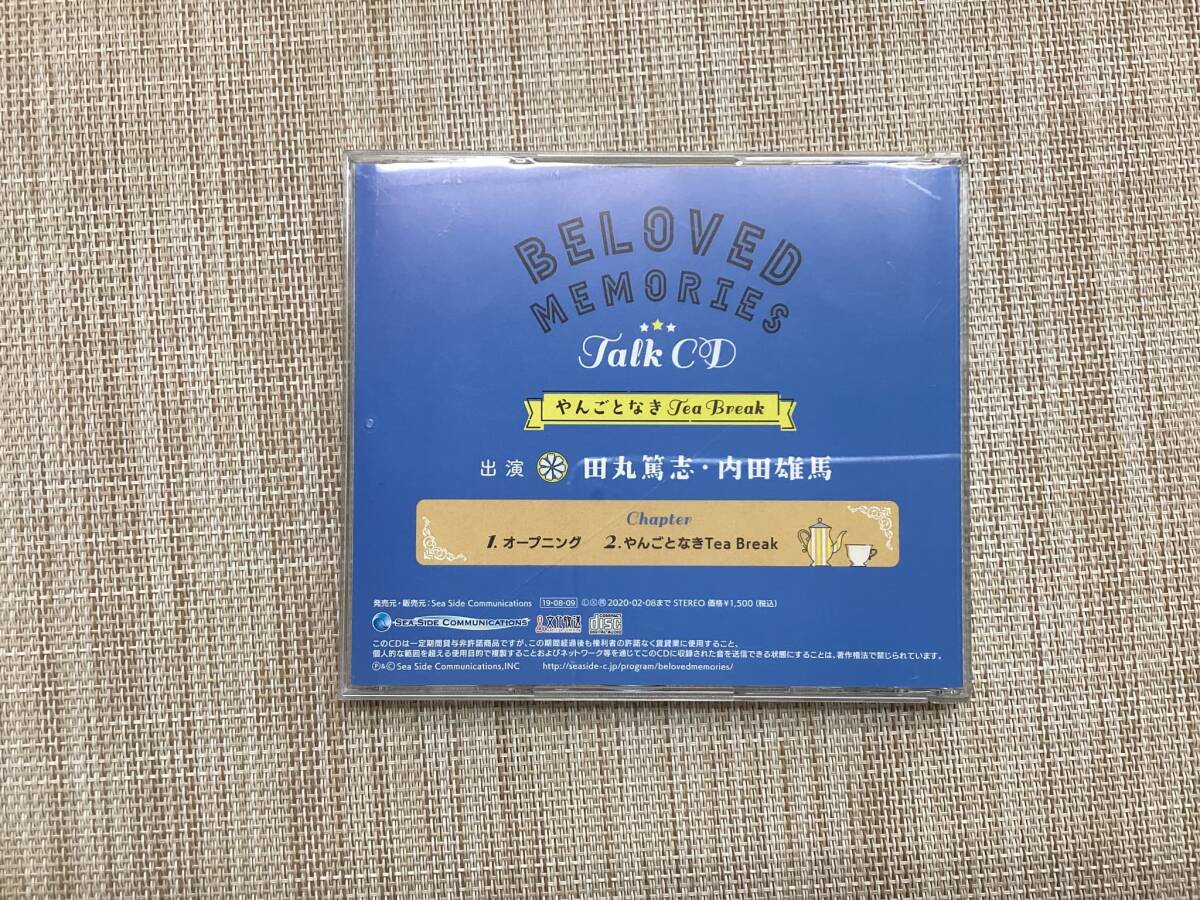 BELOVED
MEMORIES
Talk CD
やんごとなき Tea Break
出演 田丸篤志・内田雄馬
Chapter
1. オープニング 2. やんごとなきTea Break
発売元・販売元：Sea Side Communications 19・08・09 Ⓛ Ⓧ Ⓡ 2020・02・08まで STEREO 価格¥1,500（税込）
SEA SIDE COMMUNICATIONS 文化放送 COMPACT disc DIGITAL AUDIO
このCDは一定期間貸与非許諾商品ですが、この期間経過後も権利者の許諾なく賃貸業に使用すること、
個人的な範囲を超える使用目的で複製することおよびネットワーク等を通じてこのCDに収録された音を送信できる状態にすることは、著作権法で禁じられています。
Ⓟ&Ⓒ Sea Side Communications,INC http://seaside-c.jp/program/belovedmemories/